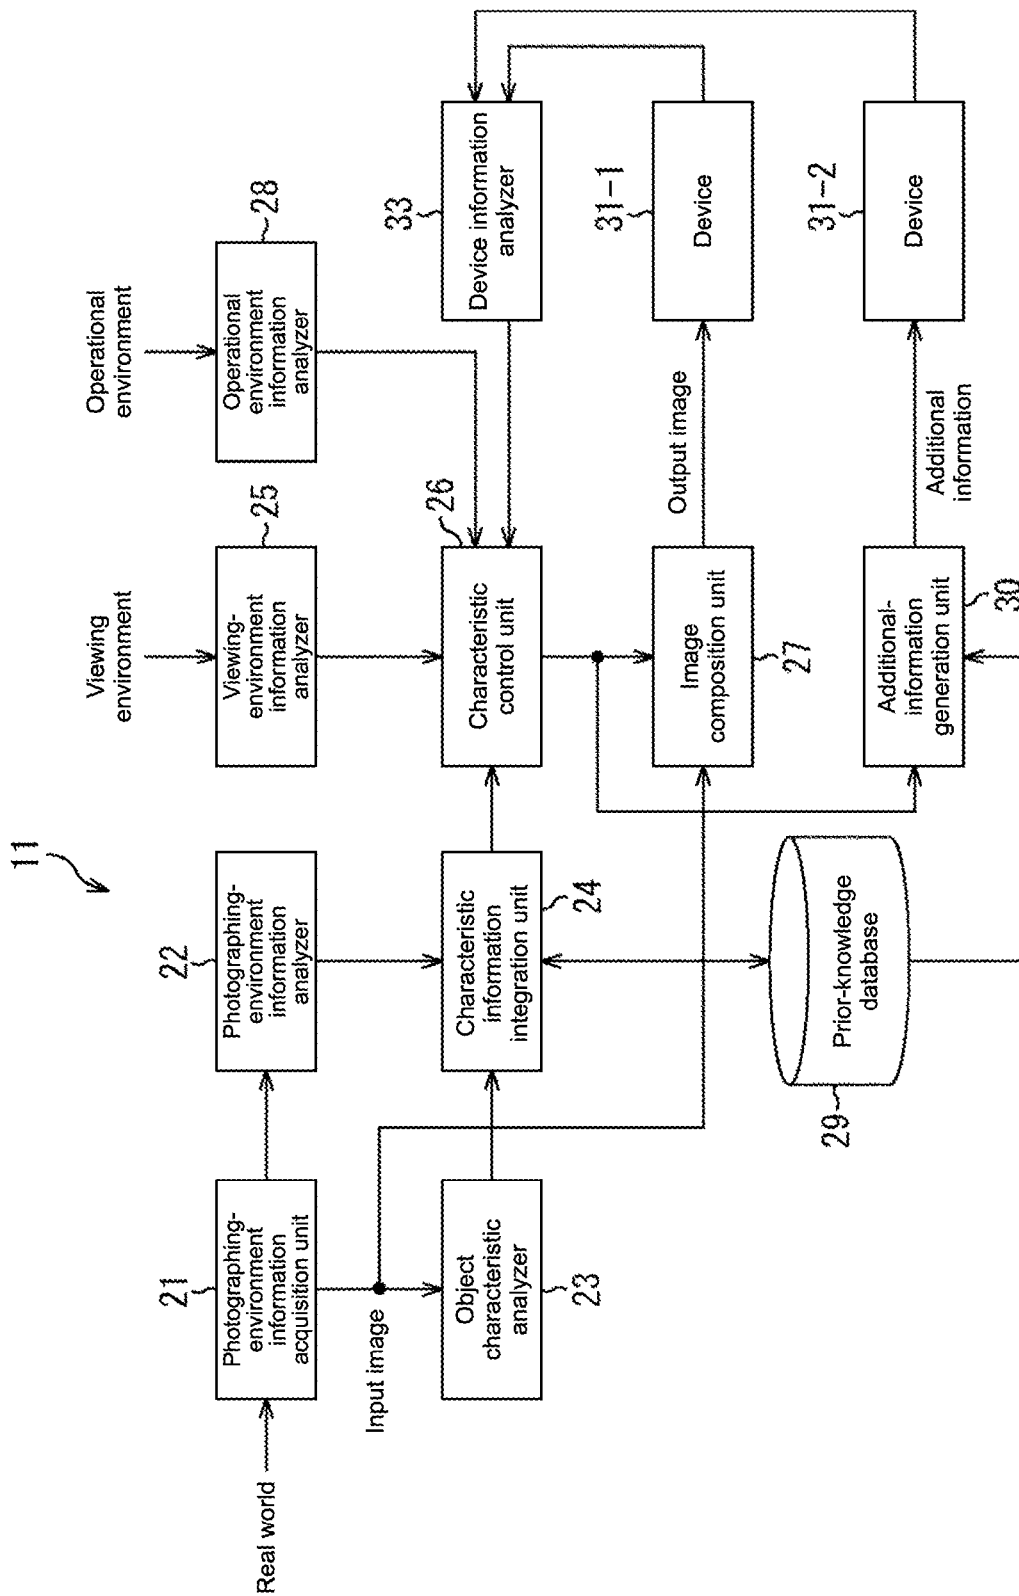 11
Real world
21
Photographing-
environment
information
acquisition unit
22
Photographing-
environment
information
analyzer
Viewing
environment
25
Viewing-
environment
information
analyzer
Operational
environment
28
Operational
environment
information
analyzer
Input image
Object
characteristic
analyzer
23
Characteristic
information
integration unit
24
26
Characteristic
control unit
33
Device information
analyzer
Image
composition unit
27
Output image
31-1
Device
29
Prior-knowledge
database
Additional-
information
generation unit
30
Additional
information
31-2
Device